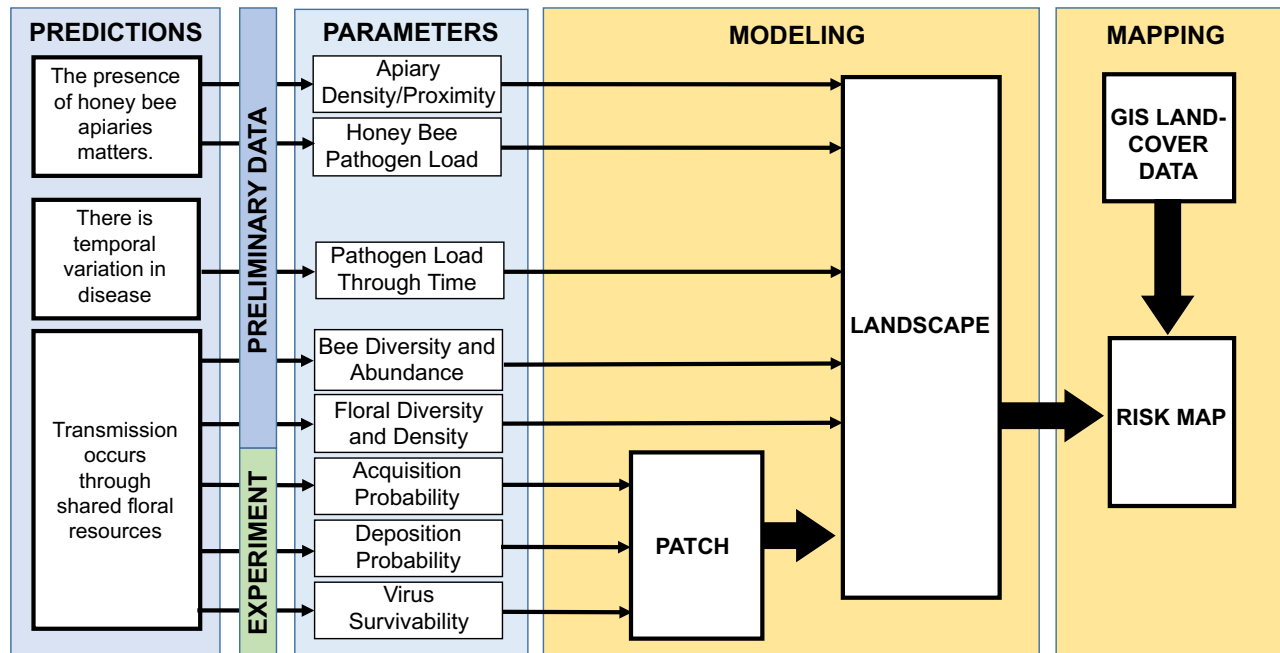 PREDICTIONS
The presence
of honey bee
apiaries
matters.
There is
temporal
variation in
disease
Transmission
occurs
through
shared floral
resources
PRELIMINARY DATA
EXPERIMENT
PARAMETERS
Apiary
Density/Proximity
Honey Bee
Pathogen Load
Pathogen Load
Through Time
Bee Diversity and
Abundance
Floral Diversity
and Density
Acquisition
Probability
Deposition
Probability
Virus
Survivability
MODELING
PATCH
LANDSCAPE
MAPPING
GIS LAND-
COVER
DATA
RISK MAP